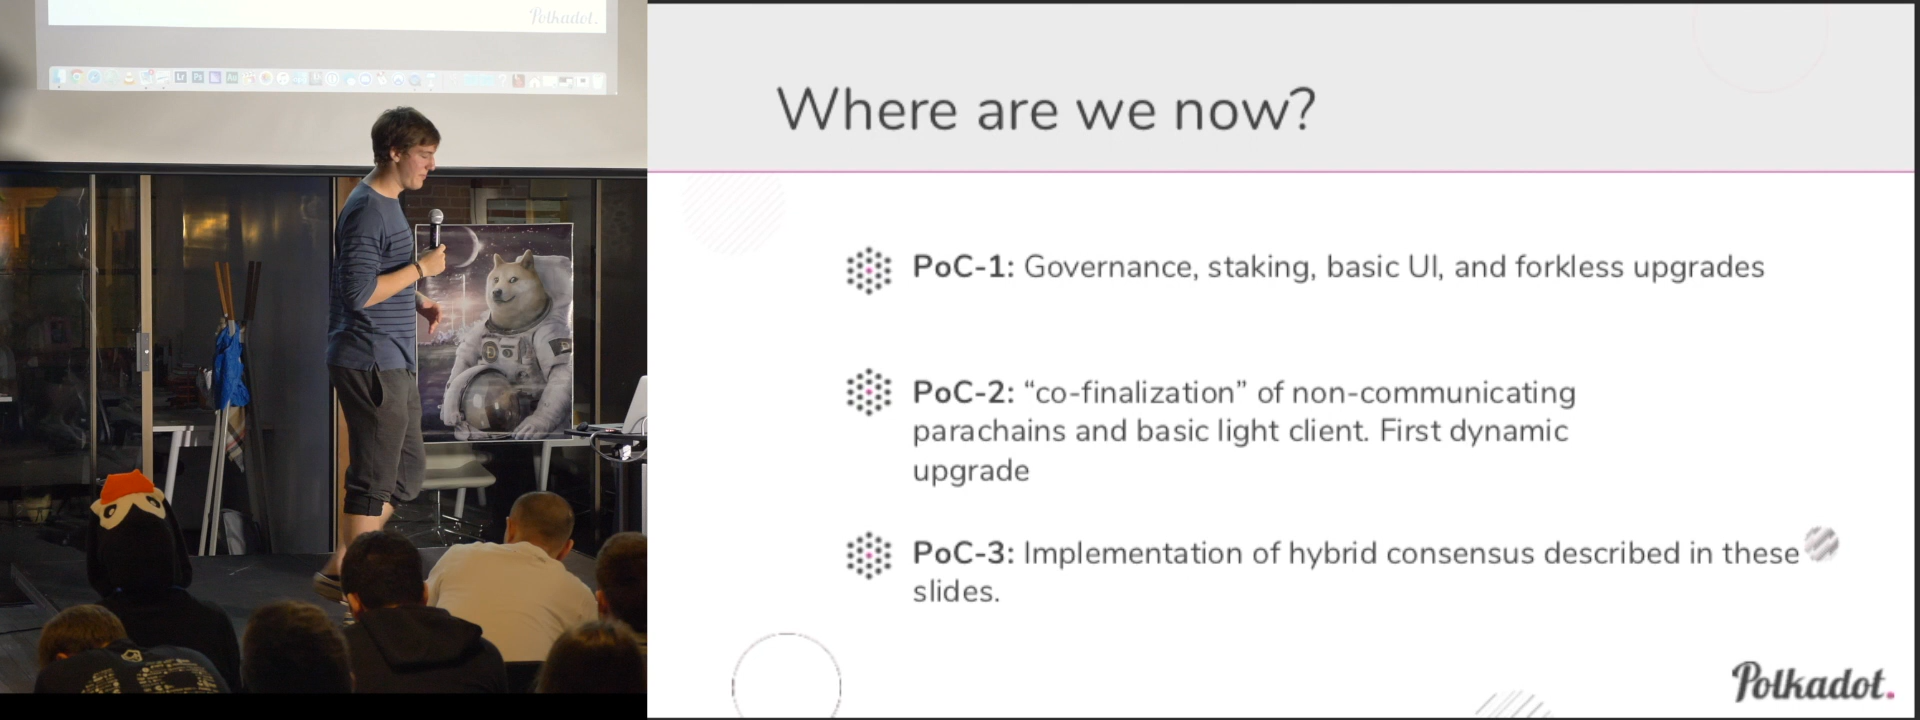 Polkadot.
Where are we now?
PoC-1: Governance, staking, basic UI, and forkless upgrades
PoC-2: “co-finalization” of non-communicating
parachains and basic light client. First dynamic
upgrade
PoC-3: Implementation of hybrid consensus described in these
slides.
Polkadot.